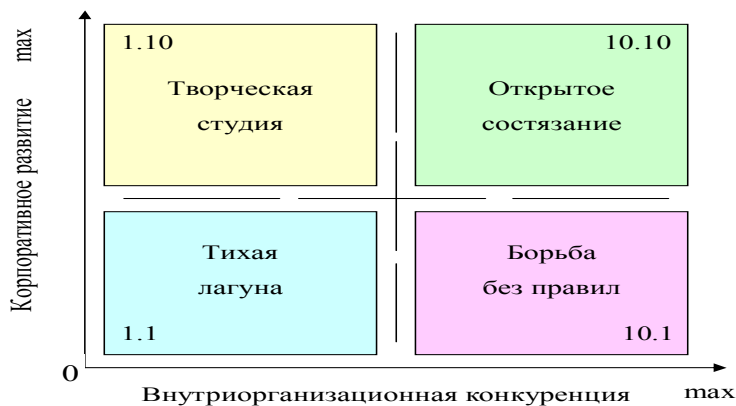 Корпоративное развитие max
1.10
Творческая
студия
10.10
Открытое
состязание
Тихая
лагуна
1.1
Борьба
без правил
10.1
0
Внутриорганизационная конкуренция max